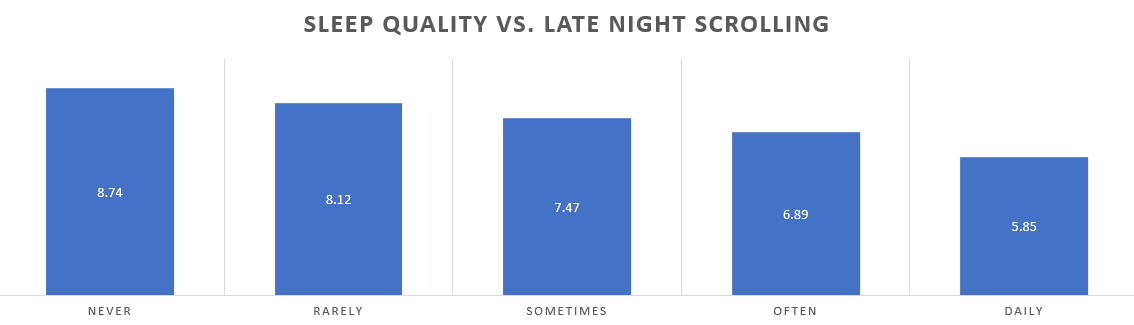 SLEEP QUALITY VS. LATE NIGHT SCROLLING
8.74
8.12
7.47
6.89
5.85
NEVER
RARELY
SOMETIMES
OFTEN
DAILY